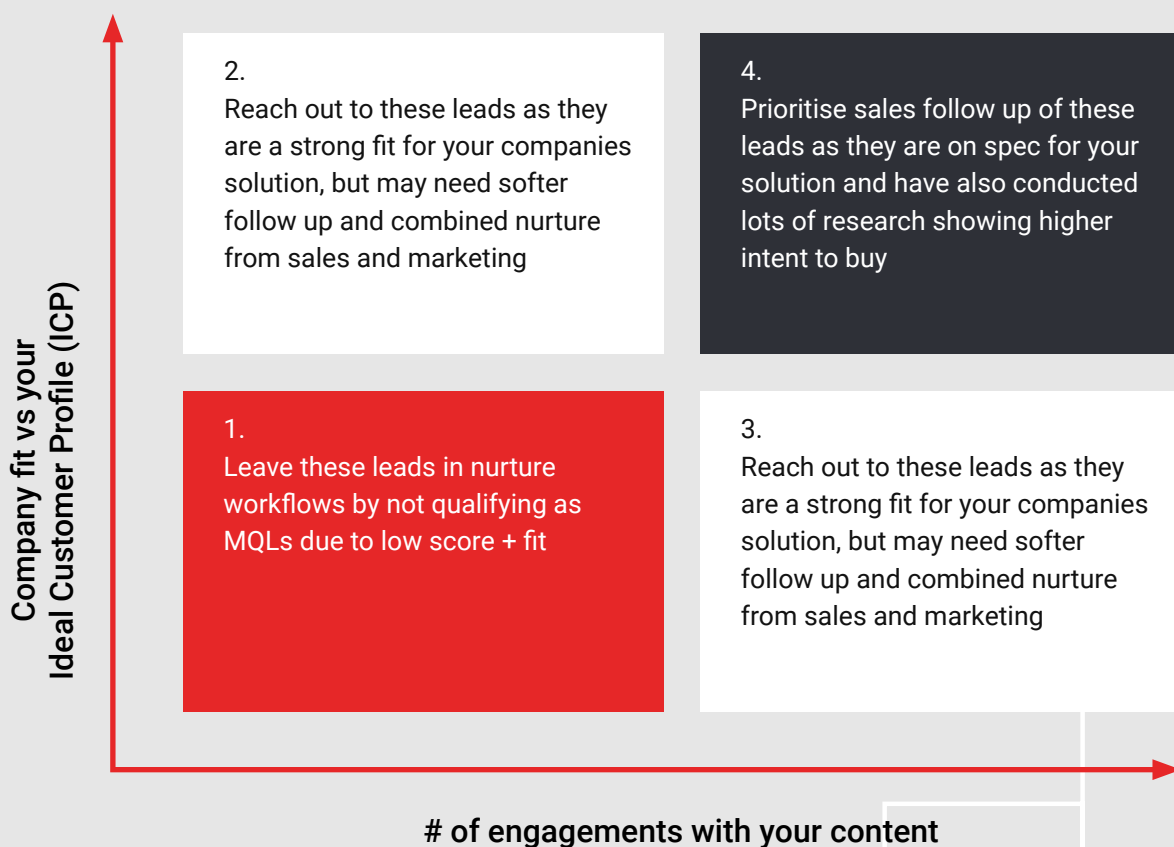 2.
Reach out to these leads as they
are a strong fit for your companies
solution, but may need softer
follow up and combined nurture
from sales and marketing
4.
Prioritise sales follow up of these
leads as they are on spec for your
solution and have also conducted
lots of research showing higher
intent to buy
Company fit vs your
Ideal Customer Profile (ICP)
1.
Leave these leads in nurture
workflows by not qualifying as
MQLs due to low score + fit
3.
Reach out to these leads as they
are a strong fit for your companies
solution, but may need softer
follow up and combined nurture
from sales and marketing
# of engagements with your content